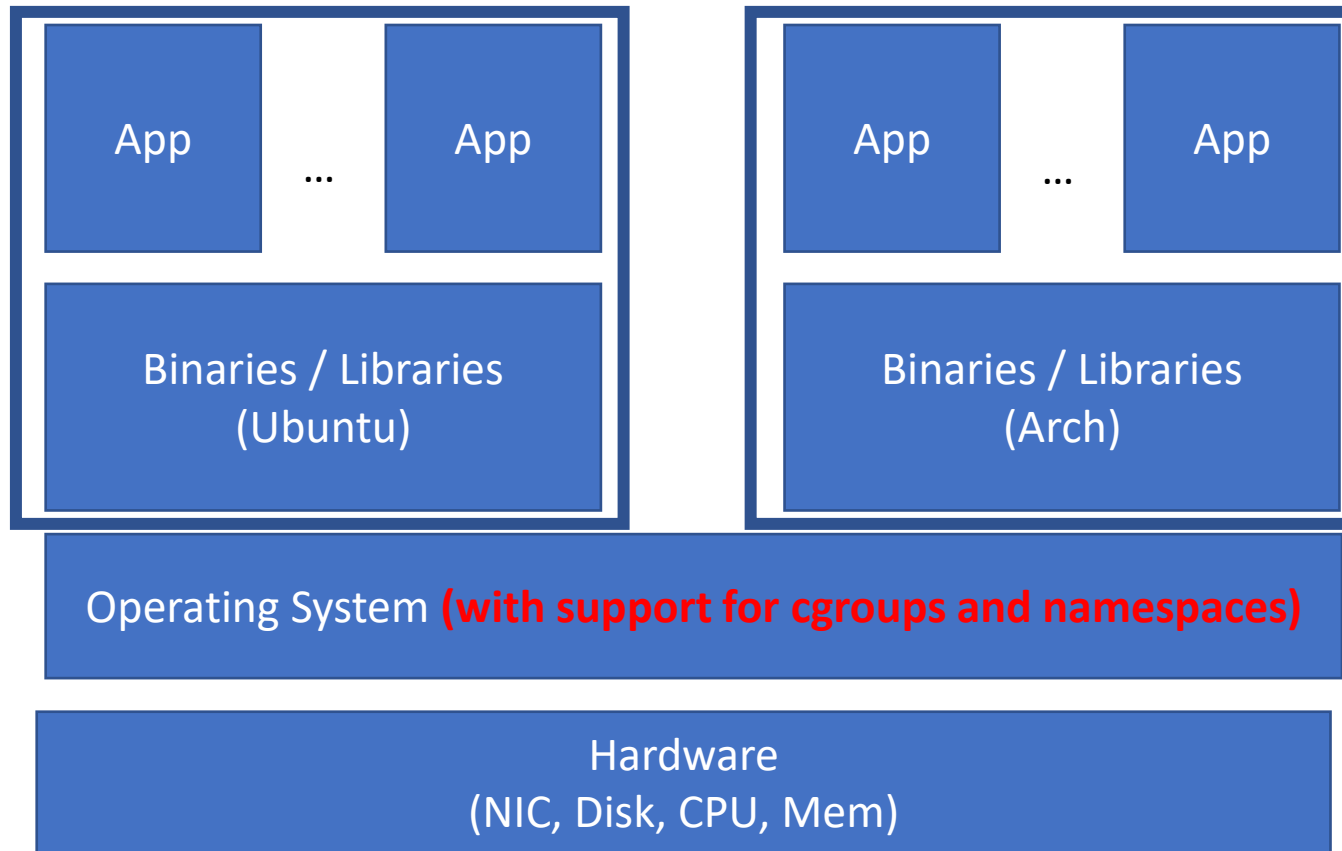 App
...
App
App
...
App
Binaries / Libraries
(Ubuntu)
Binaries / Libraries
(Arch)
Operating System (with support for cgroups and namespaces)
Hardware
(NIC, Disk, CPU, Mem)